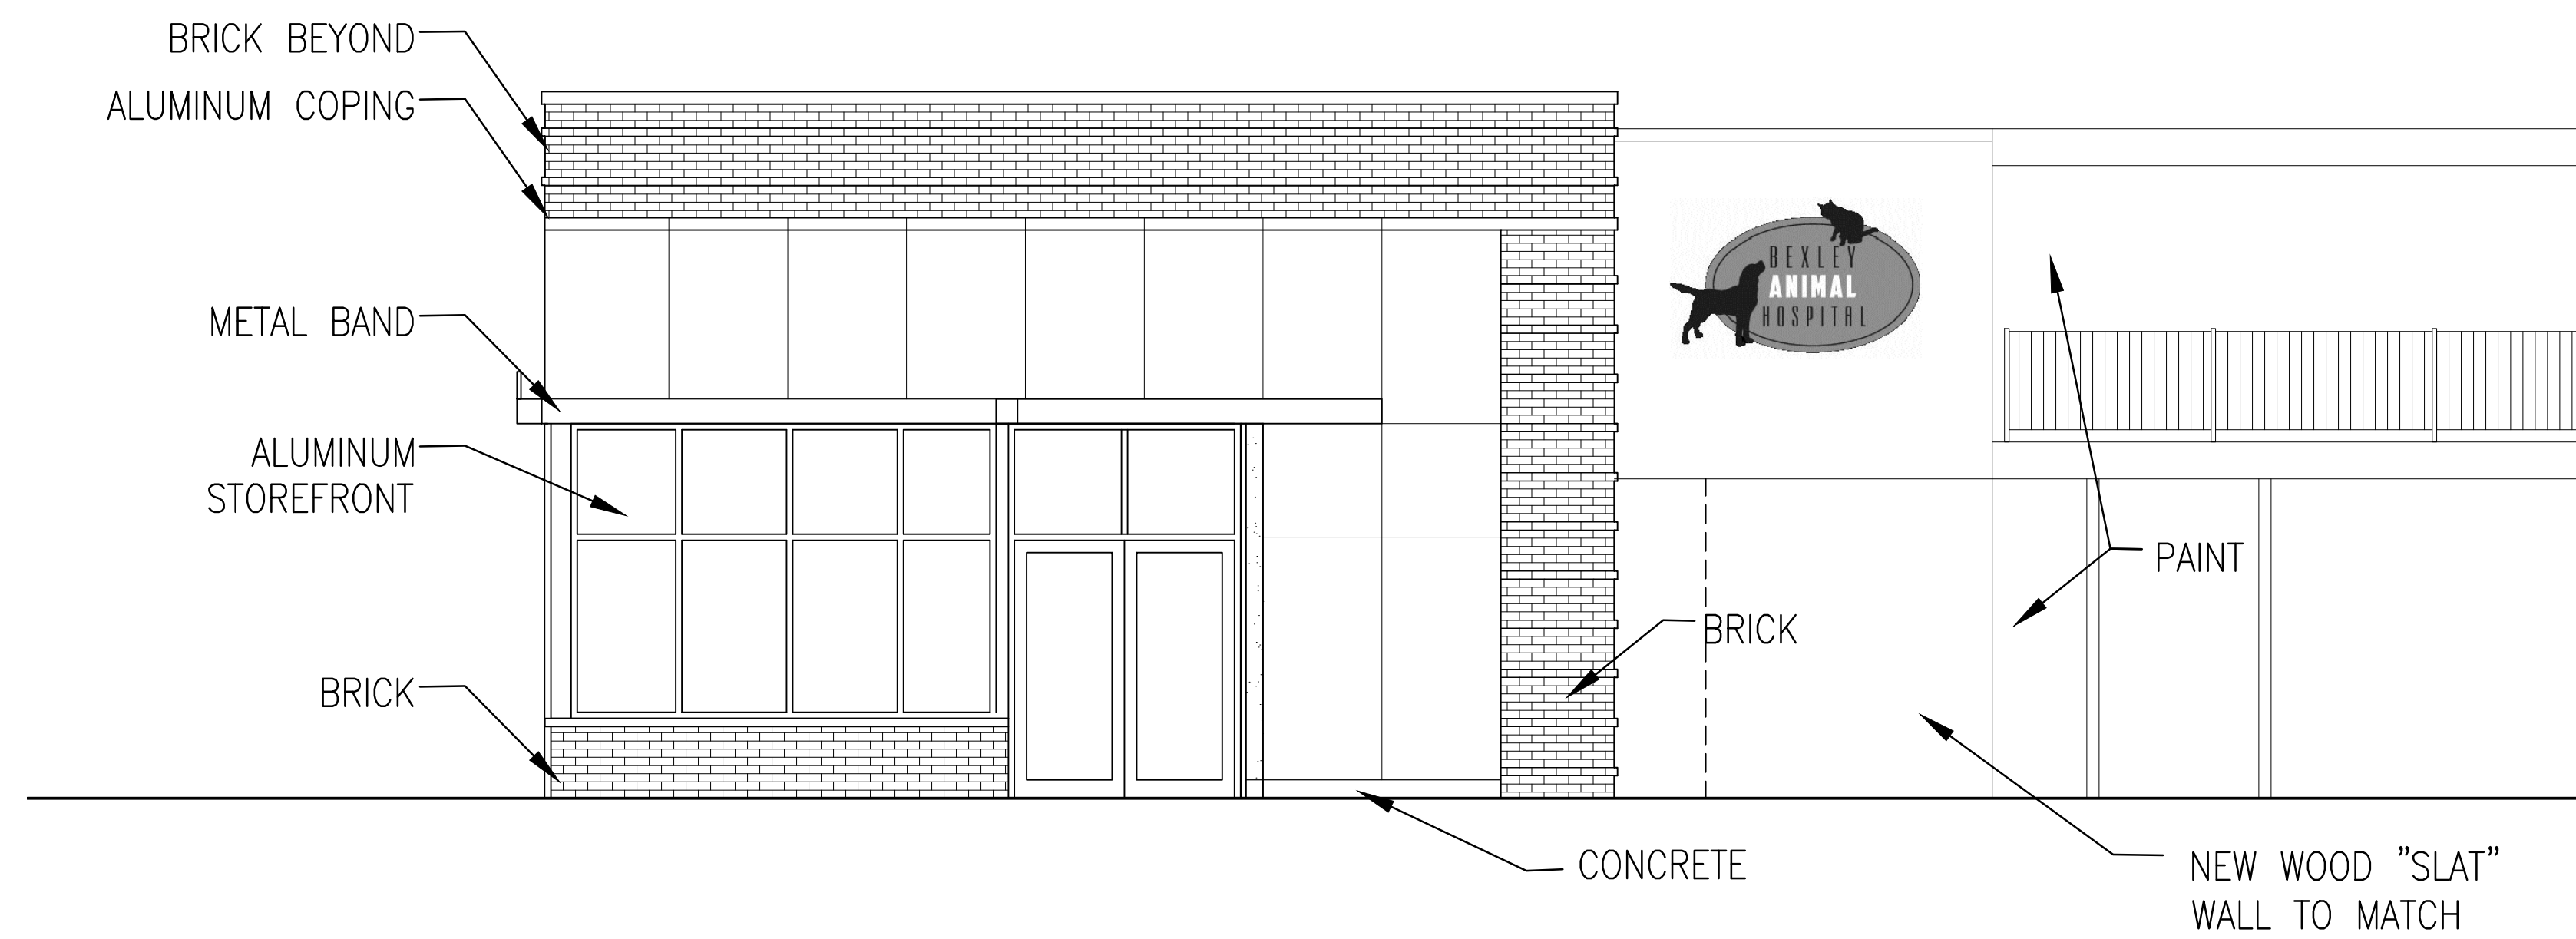 BRICK BEYOND
ALUMINUM COPING
METAL BAND
ALUMINUM
STOREFRONT
BRICK
BEXLEY
ANIMAL
HOSPITAL
PAINT
BRICK
CONCRETE
NEW WOOD "SLAT"
WALL TO MATCH